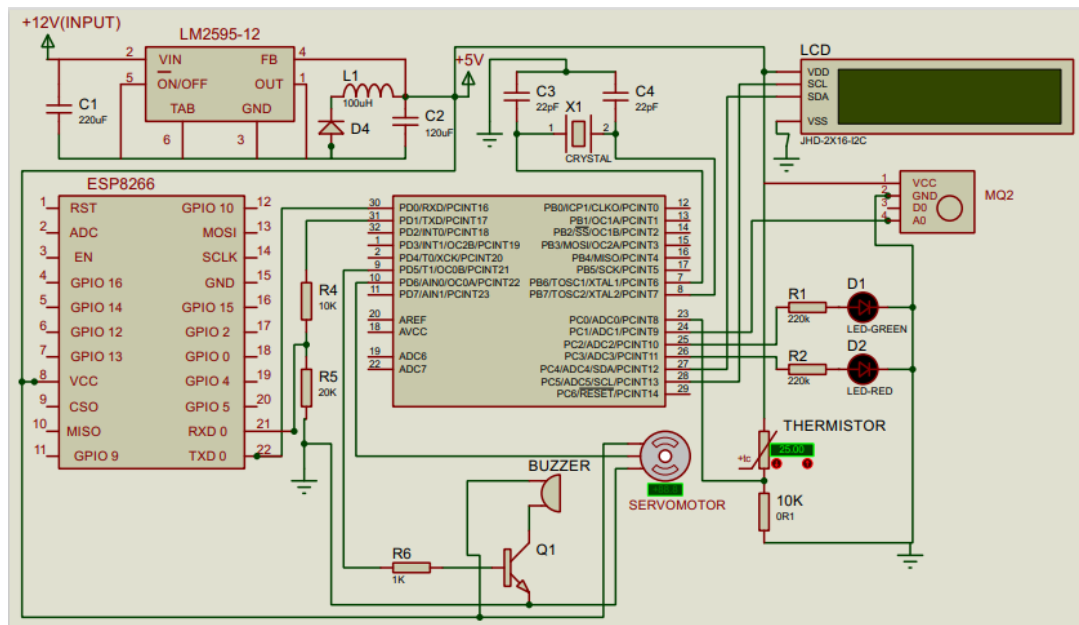 +12V(INPUT)
LM2595-12
2
VIN
FB
4
5
ON/OFF
OUT
1
TAB
GND
6
3
C1
220uF
L1
100uH
D4
+5V
C2
120uF
C3
22pF
C4
22pF
X1
1
2
CRYSTAL
LCD
VDD
SCL
SDA
VSS
JHD-2X16-I2C
ESP8266
1
RST
GPIO 10
12
2
ADC
MOSI
13
3
EN
SCLK
14
4
GPIO 16
GND
15
5
GPIO 14
GPIO 15
16
6
GPIO 12
GPIO 2
17
7
GPIO 13
GPIO 0
18
8
VCC
GPIO 4
19
9
CSO
GPIO 5
20
10
MISO
RXD 0
21
11
GPIO 9
TXD 0
22
R4
10K
R5
20K
30
PD0/RXD/PCINT16
PB0/ICP1/CLKO/PCINT0
12
31
PD1/TXD/PCINT17
PB1/OC1A/PCINT1
13
32
PD2/INT0/PCINT18
PB2/SS/OC1B/PCINT2
14
1
PD3/INT1/OC2B/PCINT19
PB3/MOSI/OC2A/PCINT3
15
2
PD4/T0/XCK/PCINT20
PB4/MISO/PCINT4
16
9
PD5/T1/OC0B/PCINT21
PB5/SCK/PCINT5
17
10
PD6/AIN0/OC0A/PCINT22
PB6/TOSC1/XTAL1/PCINT6
7
11
PD7/AIN1/PCINT23
PB7/TOSC2/XTAL2/PCINT7
8
20
AREF
PC0/ADC0/PCINT8
23
18
AVCC
PC1/ADC1/PCINT9
24
PC2/ADC2/PCINT10
25
19
ADC6
PC3/ADC3/PCINT11
26
22
ADC7
PC4/ADC4/SDA/PCINT12
27
PC5/ADC5/SCL/PCINT13
28
PC6/RESET/PCINT14
29
1
VCC
2
GND
3
D0
4
A0
MQ2
R1
220k
D1
LED-GREEN
R2
220k
D2
LED-RED
THERMISTOR
+tc
25.00
10K
0R1
SERVOMOTOR
BUZZER
Q1
R6
1K